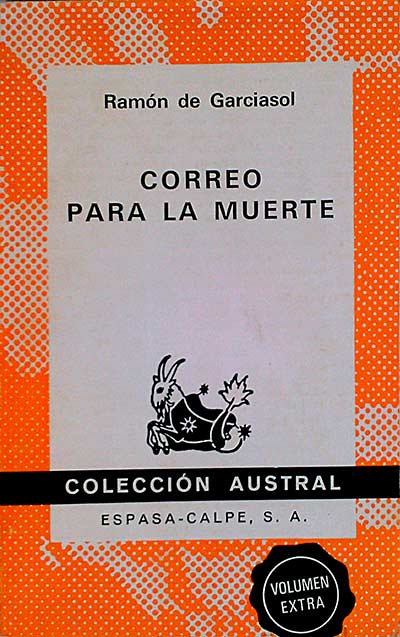 Ramón de Garciasol
CORREO
PARA LA MUERTE
COLECCIÓN AUSTRAL
ESPASA-CALPE, S. A.
VOLUMEN
EXTRA